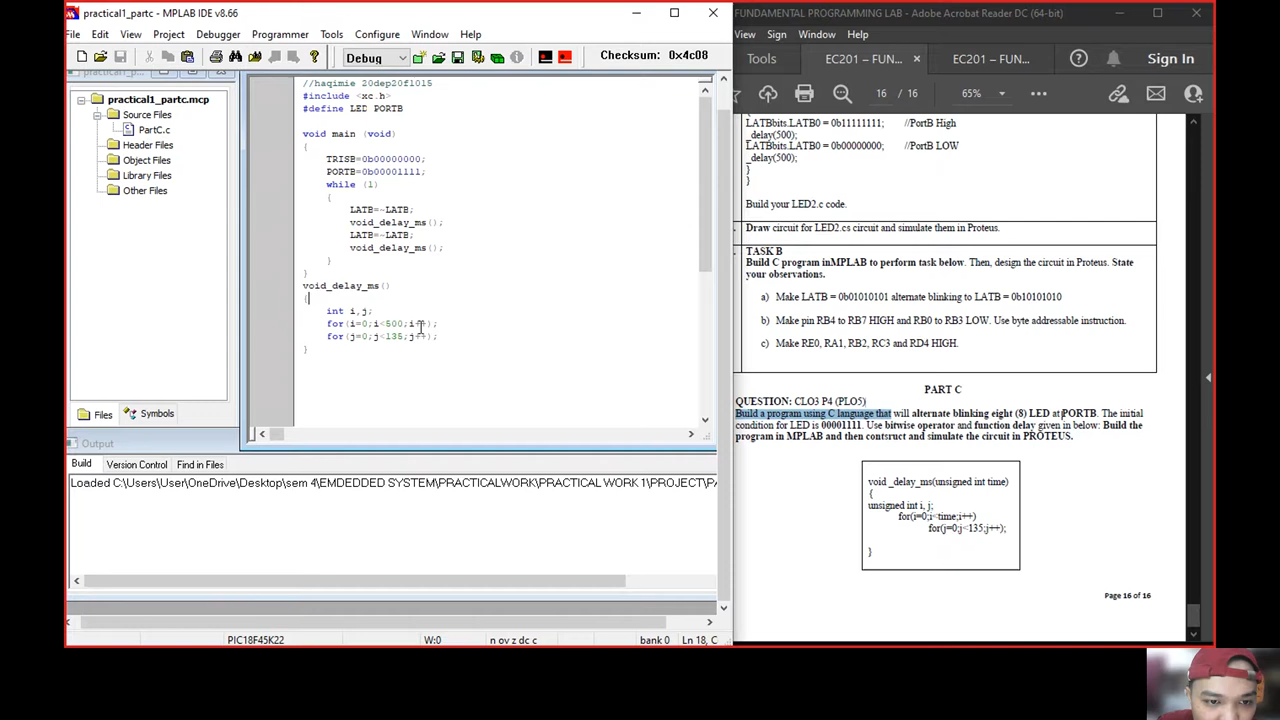 practical1_partc - MPLAB IDE v8.66
File Edit View Project Debugger Programmer Tools Configure Window Help
Debug
Checksum: 0x4c08
practical1_partc.mcp
Source Files
PartC.c
Header Files
Object Files
Library Files
Other Files
Files
Symbols
//haqimie 20dep20f1015
#include <xc.h>
#define LED PORTB
void main (void)
{
TRISB=0b00000000;
PORTB=0b00001111;
while (1)
{
LATB=~LATB;
void_delay_ms();
LATB=~LATB;
void_delay_ms();
}
}
void_delay_ms()
{
int i,j;
for(i=0;i<500;i++);
for(j=0;j<135;j++);
}
Output
Build Version Control Find in Files
Loaded C:\Users\User\OneDrive\Desktop\sem 4\EMDEDDED SYSTEM\PRACTICALWORK\PRACTICAL WORK 1\PROJECT\PA
PIC18F45K22 W:0 n ov z dc c bank 0 Ln 18, C
FUNDAMENTAL PROGRAMMING LAB - Adobe Acrobat Reader DC (64-bit)
View Sign Window Help
Tools EC201 – FUN... EC201 – FUN... Sign In
16 / 16 65%
{
LATBbits.LATB0 = 0b11111111; //PortB High
_delay(500);
LATBbits.LATB0 = 0b00000000; //PortB LOW
_delay(500);
}
}
Build your LED2.c code.
Draw circuit for LED2.cs circuit and simulate them in Proteus.
TASK B
Build C program inMPLAB to perform task below. Then, design the circuit in Proteus. State
your observations.
a) Make LATB = 0b01010101 alternate blinking to LATB = 0b10101010
b) Make pin RB4 to RB7 HIGH and RB0 to RB3 LOW. Use byte addressable instruction.
c) Make RE0, RA1, RB2, RC3 and RD4 HIGH.
PART C
QUESTION: CLO3 P4 (PLO5)
Build a program using C language that will alternate blinking eight (8) LED at PORTB. The initial
condition for LED is 00001111. Use bitwise operator and function delay given in below: Build the
program in MPLAB and then contsruct and simulate the circuit in PROTEUS.
void _delay_ms(unsigned int time)
{
unsigned int i, j;
for(i=0;i<time;i++)
for(j=0;j<135;j++);
}
Page 16 of 16